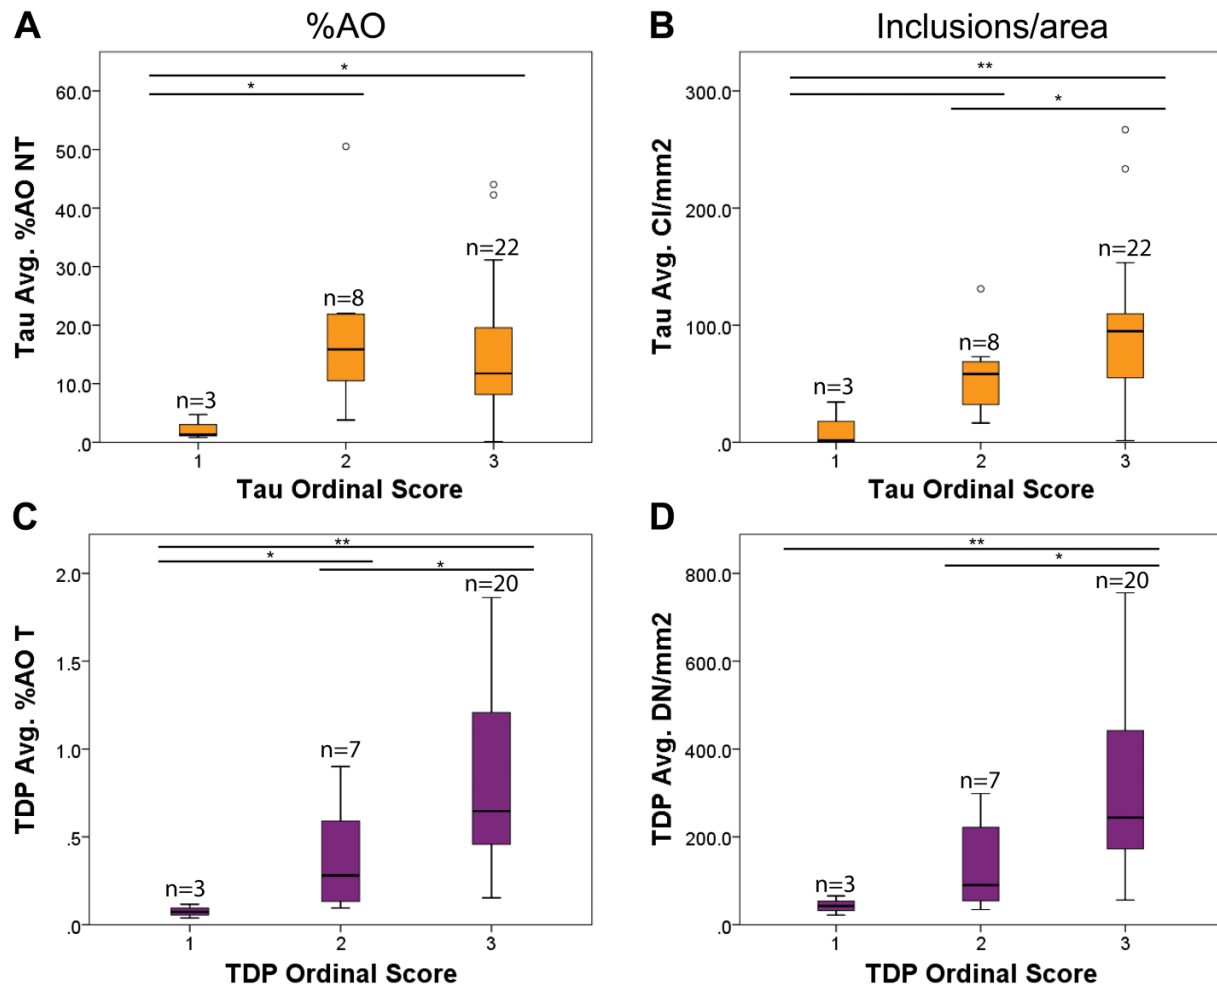 A %AO
Tau Avg. %AO NT
60.0
50.0
40.0
30.0
20.0
10.0
.0
*
*
n=3
n=8
n=22
1 2 3
Tau Ordinal Score
B Inclusions/area
Tau Avg. CI/mm2
300.0
200.0
100.0
.0
**
*
n=3
n=8
n=22
1 2 3
Tau Ordinal Score
C
TDP Avg. %AO T
2.0
1.5
1.0
.5
.0
**
*
*
n=3
n=7
n=20
1 2 3
TDP Ordinal Score
D
TDP Avg. DN/mm2
800.0
600.0
400.0
200.0
.0
**
*
n=3
n=7
n=20
1 2 3
TDP Ordinal Score